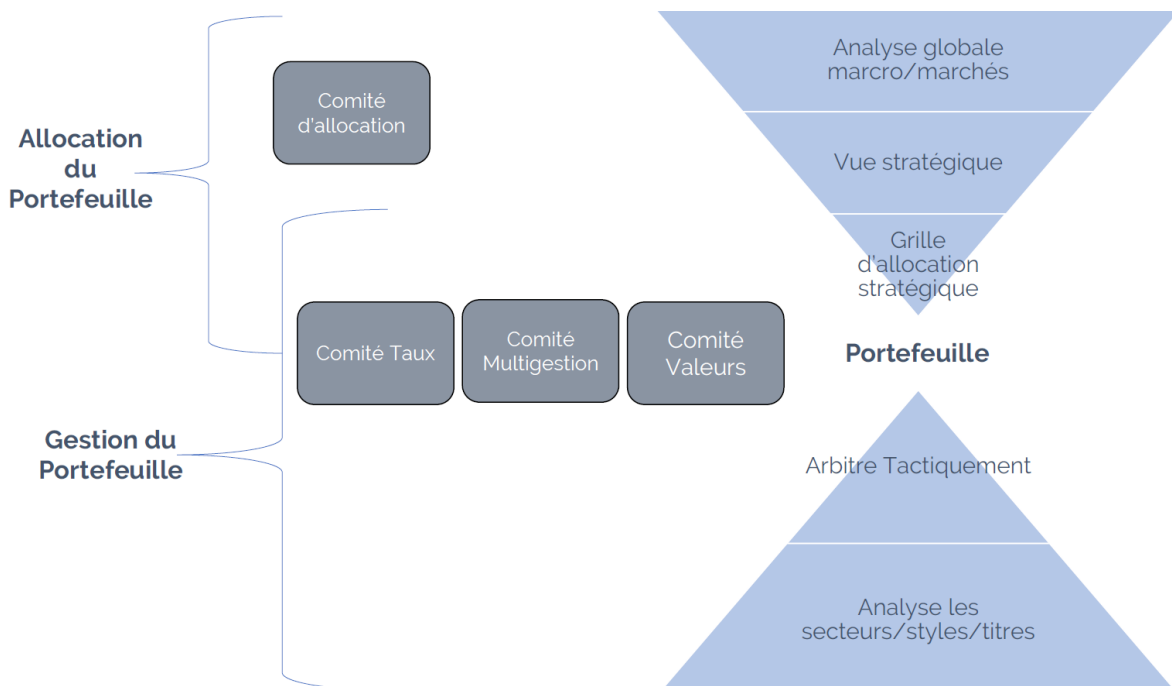 Allocation
du
Portefeuille
Comité
d'allocation
Analyse globale
marcro/marchés
Vue stratégique
Grille
d'allocation
stratégique
Comité Taux
Comité
Multigestion
Comité
Valeurs
Portefeuille
Gestion du
Portefeuille
Arbitre Tactiquement
Analyse les
secteurs/styles/titres